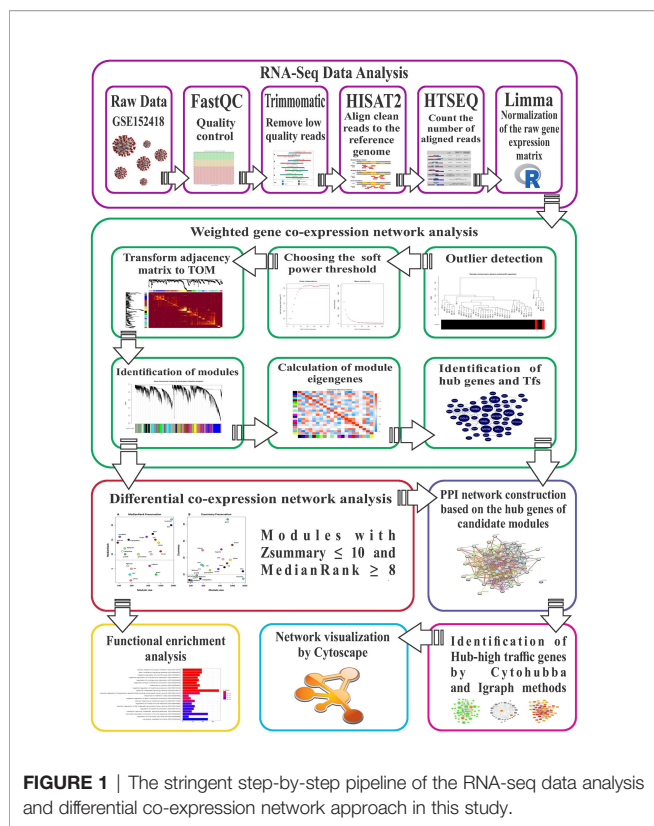 RNA-Seq Data Analysis
Raw Data
GSE152418
FastQC
Quality
control
Trimmomatic
Remove low
quality reads
HISAT2
Align clean
reads to the
reference
genome
HTSEQ
Count the
number of
aligned reads
Limma
Normalization
of the raw gene
expression
matrix
R
Weighted gene co-expression network analysis
Transform adjacency
matrix to TOM
Choosing the soft
power threshold
Outlier detection
Identification of modules
Calculation of module
eigengenes
Identification of
hub genes and Tfs
Differential co-expression network analysis
Modules with
Zsummary ≤ 10 and
MedianRank ≥ 8
PPI network construction
based on the hub genes of
candidate modules
Functional enrichment
analysis
Network visualization
by Cytoscape
Identification of
Hub-high traffic genes
by Cytohubba
and Igraph methods
FIGURE 1 | The stringent step-by-step pipeline of the RNA-seq data analysis
and differential co-expression network approach in this study.